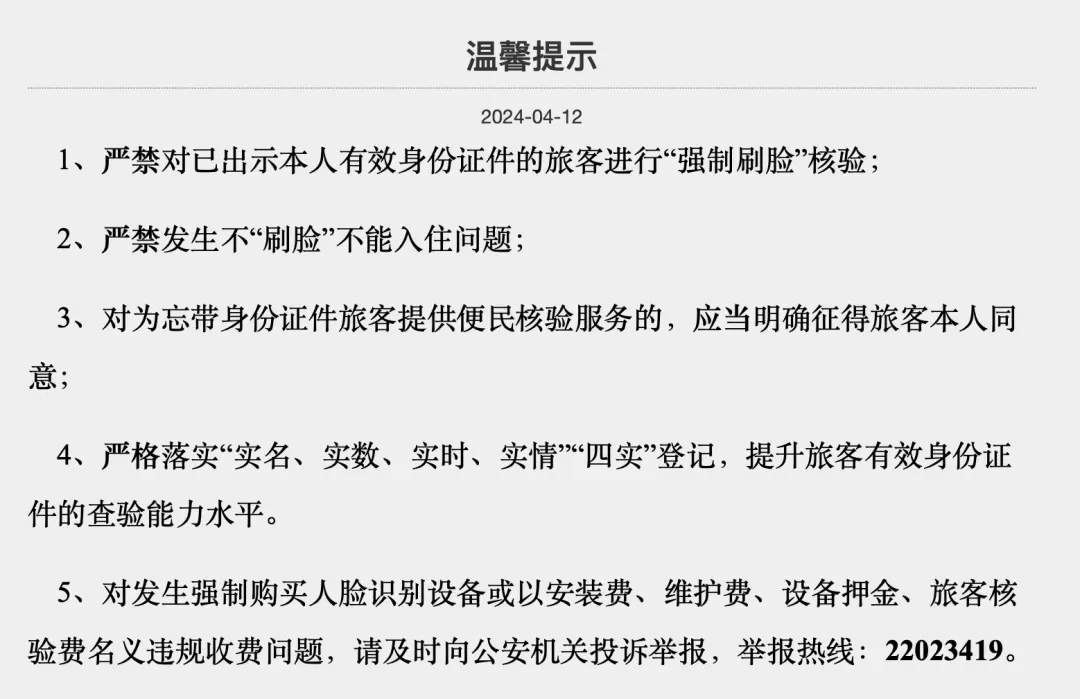 温馨提示
2024-04-12
1、严禁对已出示本人有效身份证件的旅客进行“强制刷脸”核验；
2、严禁发生不“刷脸”不能入住问题；
3、对为忘带身份证件旅客提供便民核验服务的，应当明确征得旅客本人同
意；
4、严格落实“实名、实数、实时、实情”“四实”登记，提升旅客有效身份证
件的查验能力水平。
5、对发生强制购买人脸识别设备或以安装费、维护费、设备押金、旅客核
验费名义违规收费问题，请及时向公安机关投诉举报，举报热线：22023419。